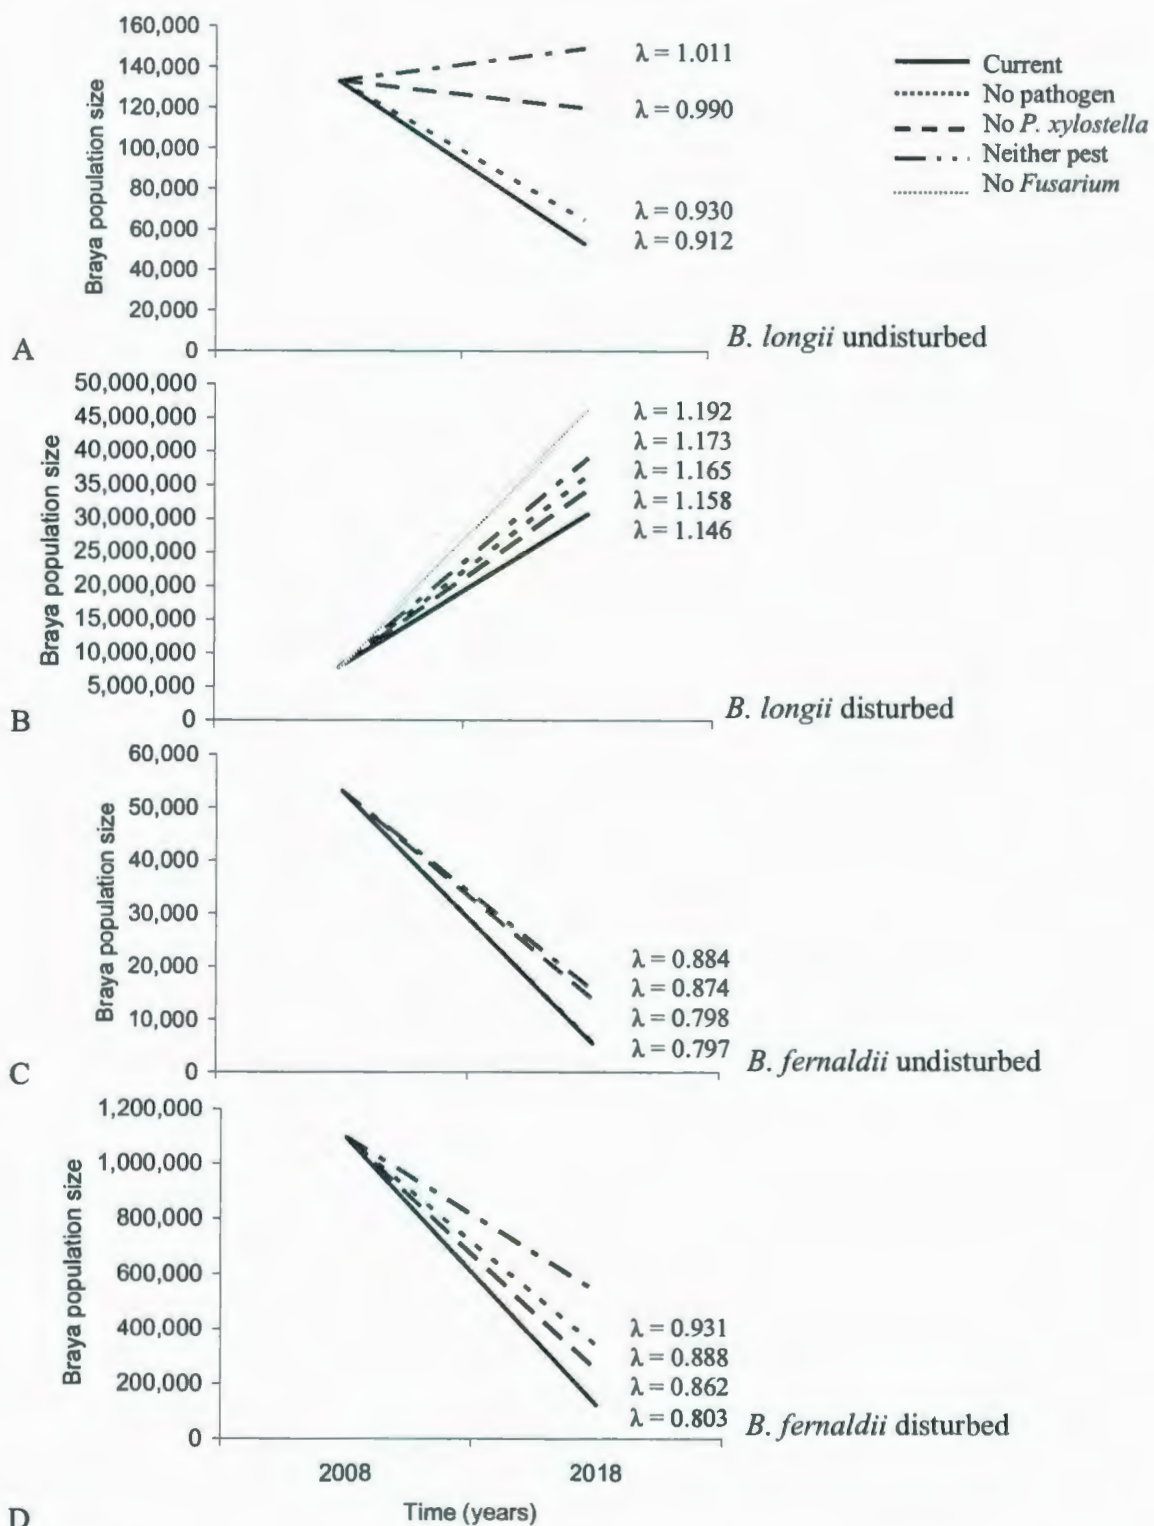 160,000
140,000
120,000
100,000
80,000
60,000
40,000
20,000
0
Braya population size
λ = 1.011
λ = 0.990
λ = 0.930
λ = 0.912
Current
No pathogen
No P. xylostella
Neither pest
No Fusarium
A
B. longii undisturbed
50,000,000
45,000,000
40,000,000
35,000,000
30,000,000
25,000,000
20,000,000
15,000,000
10,000,000
5,000,000
0
Braya population size
λ = 1.192
λ = 1.173
λ = 1.165
λ = 1.158
λ = 1.146
B
B. longii disturbed
60,000
50,000
40,000
30,000
20,000
10,000
0
Braya population size
λ = 0.884
λ = 0.874
λ = 0.798
λ = 0.797
C
B. fernaldii undisturbed
1,200,000
1,000,000
800,000
600,000
400,000
200,000
0
Braya population size
λ = 0.931
λ = 0.888
λ = 0.862
λ = 0.803
B. fernaldii disturbed
2008 2018
Time (years)
D